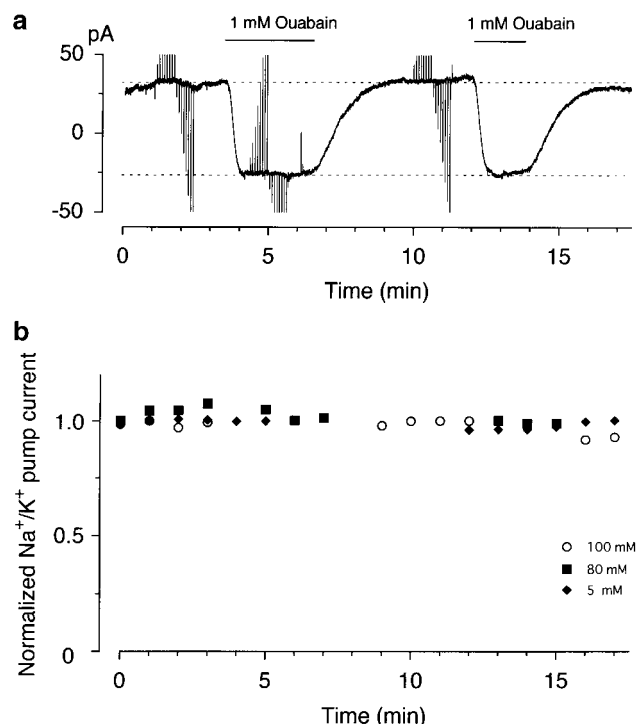 a
1 mM Ouabain 1 mM Ouabain
pA
50
0
-50
0 5 10 15
Time (min)
b
Normalized Na⁺/K⁺ pump current
1.0
0.5
0
100 mM
80 mM
5 mM
0 5 10 15
Time (min)